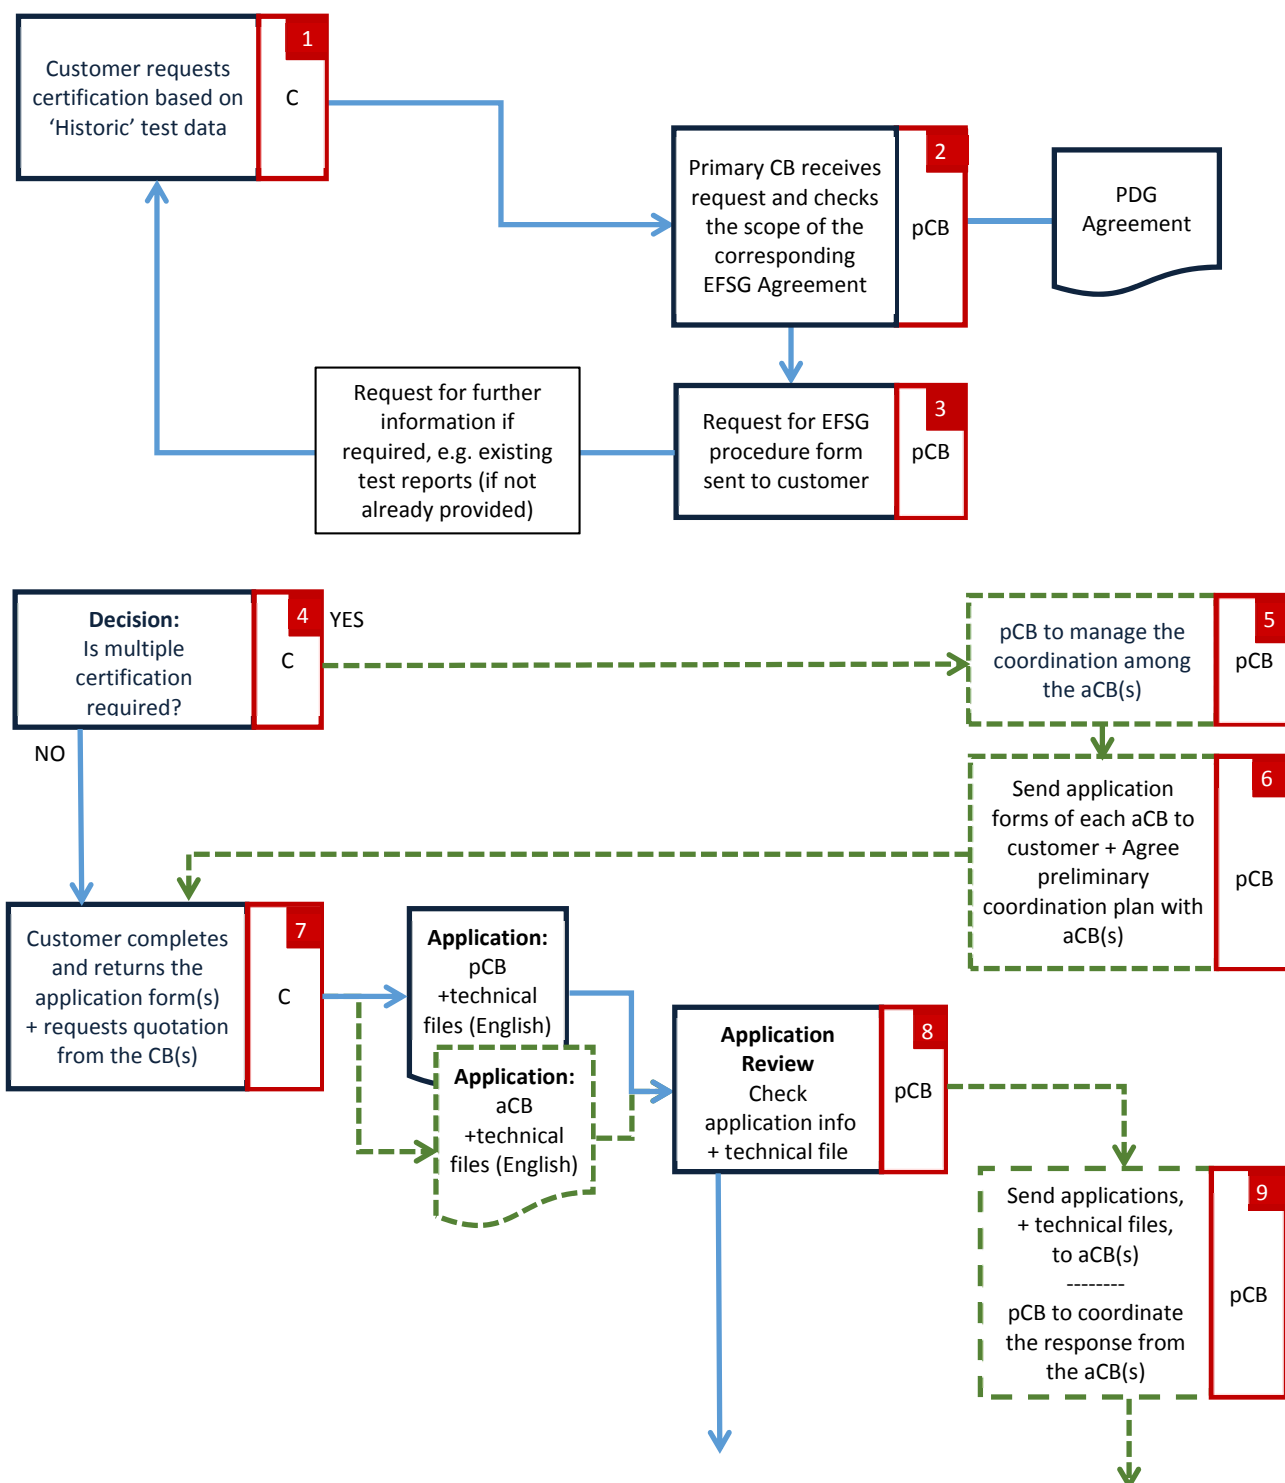 1
Customer requests
certification based on
‘Historic’ test data
C
2
Primary CB receives
request and checks
the scope of the
corresponding
EFSG Agreement
pCB
PDG
Agreement
Request for further
information if
required, e.g. existing
test reports (if not
already provided)
3
Request for EFSG
procedure form
sent to customer
pCB
4
Decision:
Is multiple
certification
required?
C
YES
NO
5
pCB to manage the
coordination among
the aCB(s)
pCB
6
Send application
forms of each aCB to
customer + Agree
preliminary
coordination plan with
aCB(s)
pCB
7
Customer completes
and returns the
application form(s)
+ requests quotation
from the CB(s)
C
Application:
pCB
+technical
files (English)
Application:
aCB
+technical
files (English)
8
Application
Review
Check
application info
+ technical file
pCB
9
Send applications,
+ technical files,
to aCB(s)
--------
pCB to coordinate
the response from
the aCB(s)
pCB